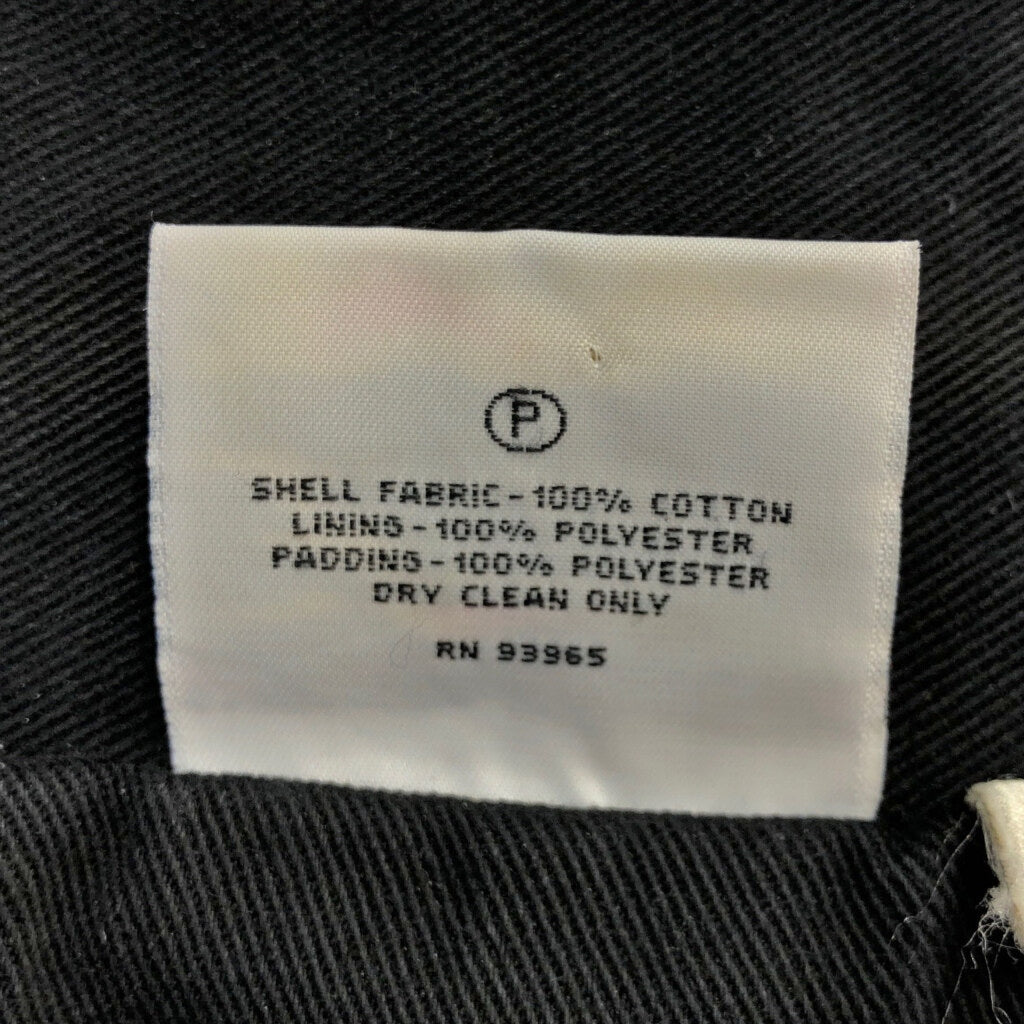 P
SHELL FABRIC-100% COTTON
LINING-100% POLYESTER
PADDING-100% POLYESTER
DRY CLEAN ONLY
RN 93965